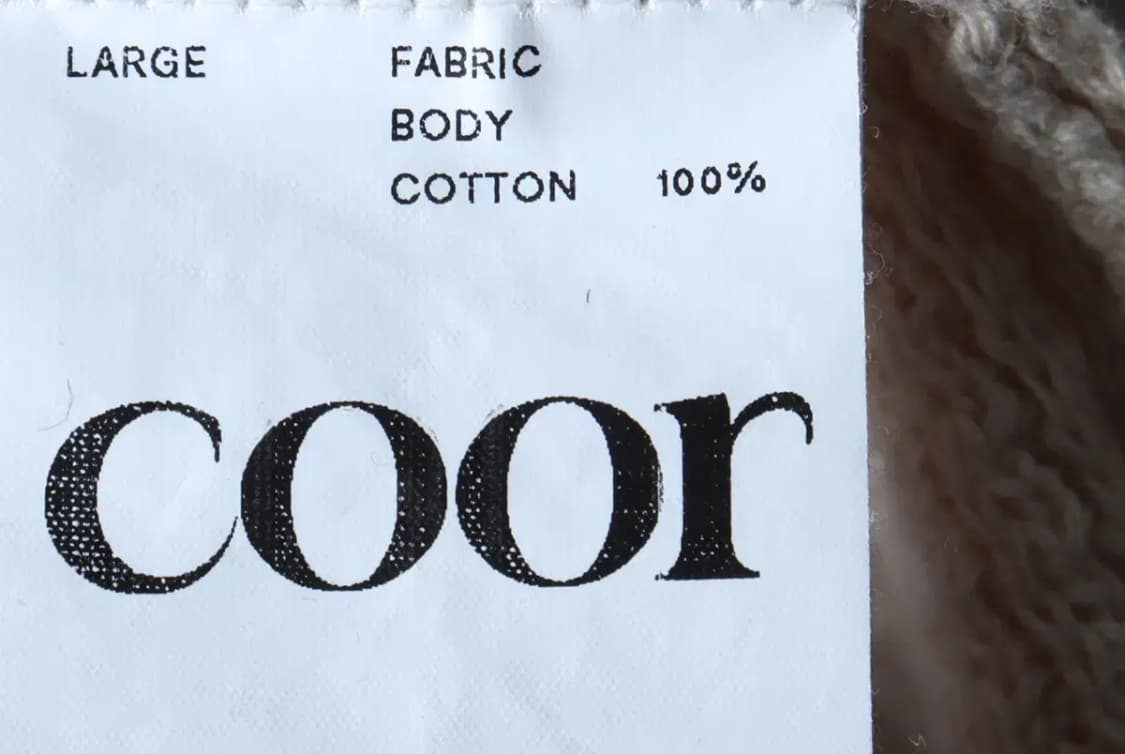 LARGE FABRIC
BODY
COTTON 100%
coor